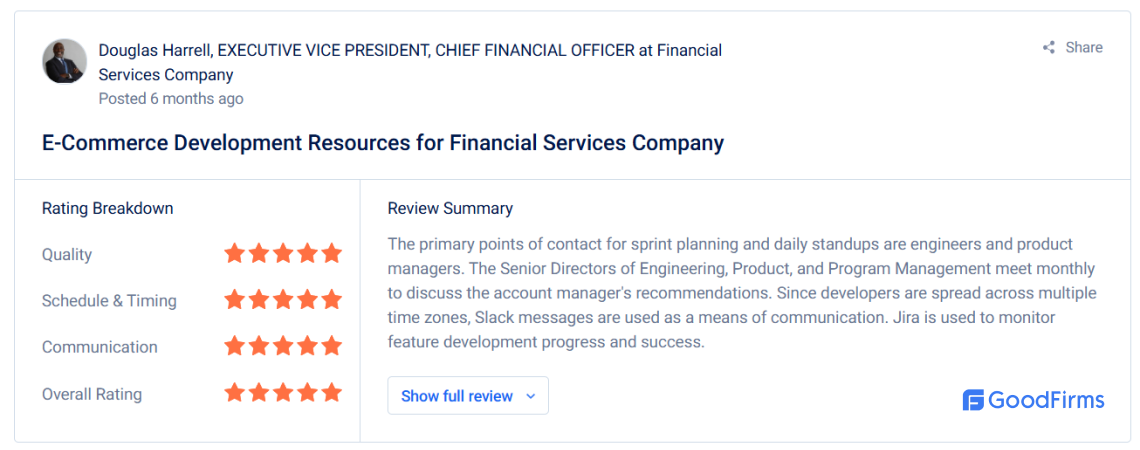 Douglas Harrell, EXECUTIVE VICE PRESIDENT, CHIEF FINANCIAL OFFICER at Financial
Services Company
Posted 6 months ago
Share
E-Commerce Development Resources for Financial Services Company
Rating Breakdown
Quality
Schedule & Timing
Communication
Overall Rating
Review Summary
The primary points of contact for sprint planning and daily standups are engineers and product
managers. The Senior Directors of Engineering, Product, and Program Management meet monthly
to discuss the account manager's recommendations. Since developers are spread across multiple
time zones, Slack messages are used as a means of communication. Jira is used to monitor
feature development progress and success.
Show full review
GoodFirms